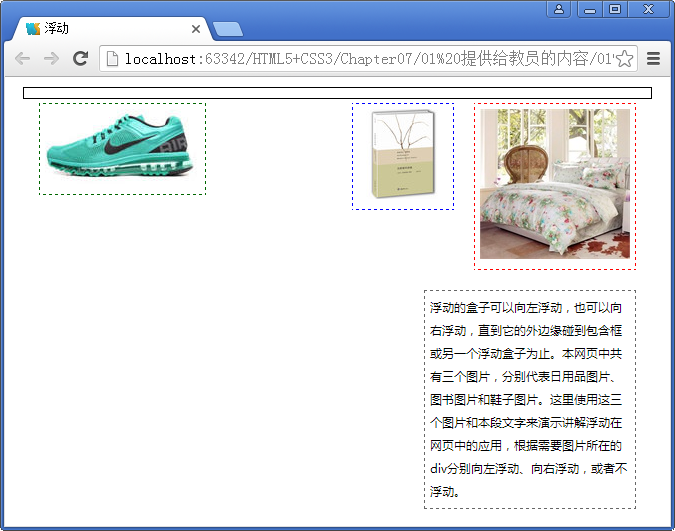 浮动
localhost:63342/HTML5+CSS3/Chapter07/01%20提供给教员的内容/01
AIR
浮动的盒子可以向左浮动，也可以向
右浮动，直到它的外边缘碰到包含框
或另一个浮动盒子为止。本网页中共
有三个图片，分别代表日用品图片、
图书图片和鞋子图片。这里使用这三
个图片和本段文字来演示讲解浮动在
网页中的应用，根据需要图片所在的
div分别向左浮动、向右浮动，或者不
浮动。